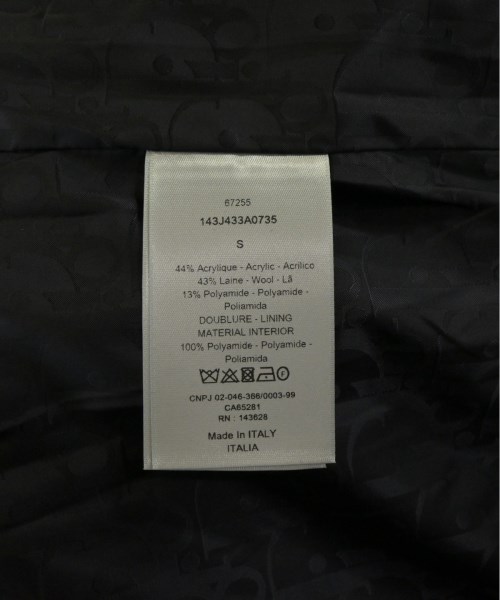 67255
143J433A0735
S
44% Acrylique - Acrylic - Acrilico
43% Laine - Wool - Lã
13% Polyamide - Polyamide -
Poliamida
DOUBLURE - LINING
MATERIAL INTERIOR
100% Polyamide - Polyamide -
Poliamida
CNPJ 02-046-366/0003-99
CA65281
RN : 143628
Made in ITALY
ITALIA